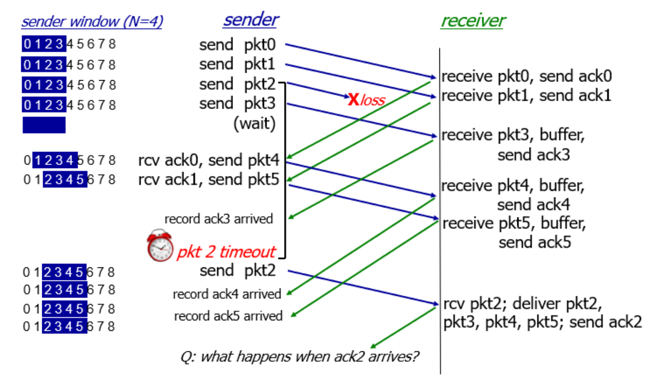 sender window (N=4) sender receiver
0 1 2 3 4 5 6 7 8 send pkt0
0 1 2 3 4 5 6 7 8 send pkt1
0 1 2 3 4 5 6 7 8 send pkt2
0 1 2 3 4 5 6 7 8 send pkt3
(wait)
X loss
receive pkt0, send ack0
receive pkt1, send ack1
receive pkt3, buffer,
send ack3
0 1 2 3 4 5 6 7 8 rcv ack0, send pkt4
0 1 2 3 4 5 6 7 8 rcv ack1, send pkt5
receive pkt4, buffer,
send ack4
record ack3 arrived
receive pkt5, buffer,
send ack5
pkt 2 timeout
0 1 2 3 4 5 6 7 8 send pkt2
0 1 2 3 4 5 6 7 8 record ack4 arrived
0 1 2 3 4 5 6 7 8 record ack5 arrived
0 1 2 3 4 5 6 7 8
rcv pkt2; deliver pkt2,
pkt3, pkt4, pkt5; send ack2
Q: what happens when ack2 arrives?